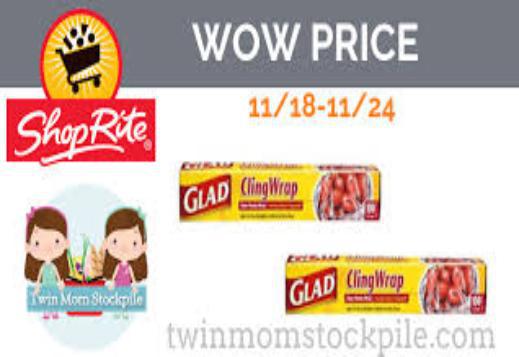 WOW PRICE
ShopRite®
11/18-11/24
GLAD ClingWrap
Twin Mom Stockpile
GLAD ClingWrap
twinmomstockpile.com